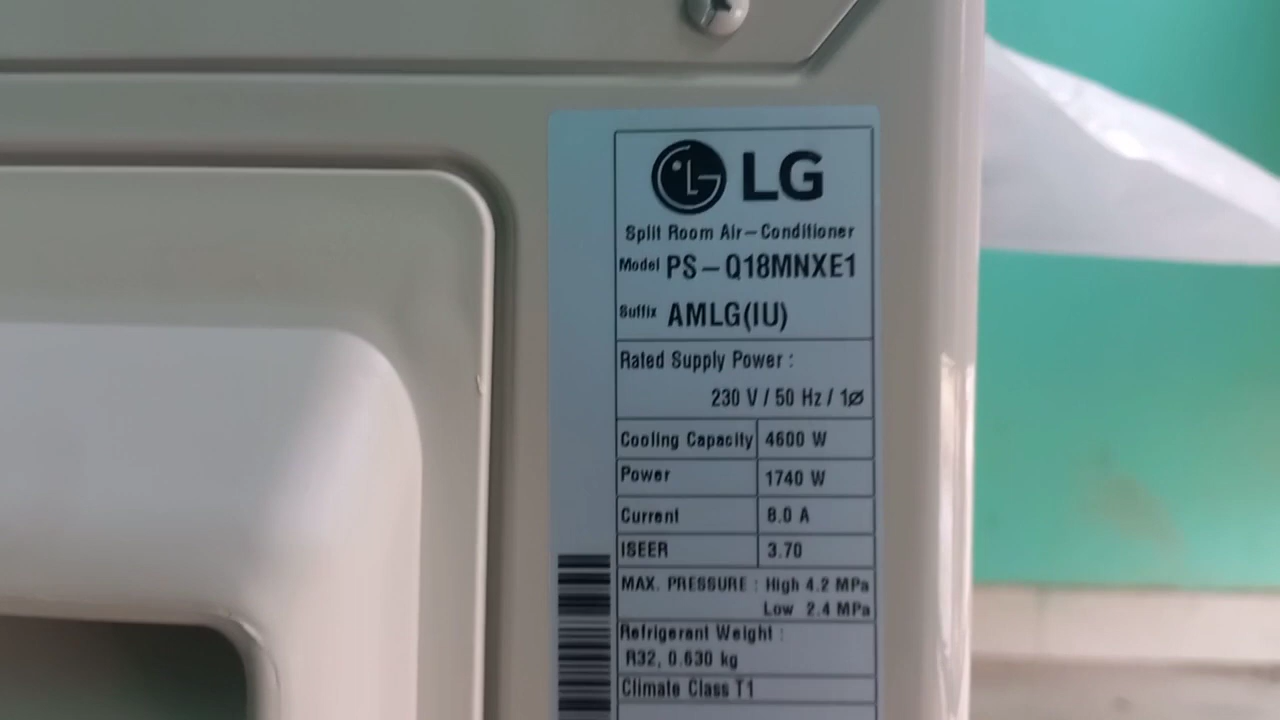 LG
Split Room Air-Conditioner
Model PS-Q18MNXE1
Suffix AMLG(IU)
Rated Supply Power :
230 V / 50 Hz / 1ø
Cooling Capacity 4600 W
Power 1740 W
Current 8.0 A
ISEER 3.70
MAX. PRESSURE : High 4.2 MPa
Low 2.4 MPa
Refrigerant Weight :
R32, 0.630 kg
Climate Class T1